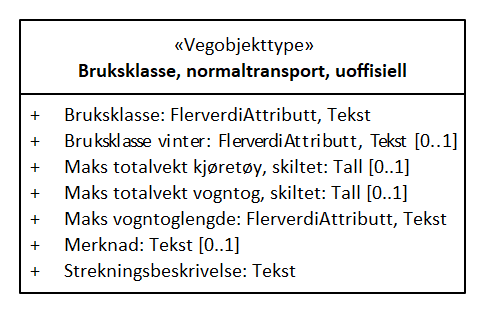 «Vegobjekttype»
Bruksklasse, normaltransport, uoffisiell
+ Bruksklasse: FlerverdiAttributt, Tekst
+ Bruksklasse vinter: FlerverdiAttributt, Tekst [0..1]
+ Maks totalvekt kjøretøy, skiltet: Tall [0..1]
+ Maks totalvekt vogntog, skiltet: Tall [0..1]
+ Maks vogntoglengde: FlerverdiAttributt, Tekst
+ Merknad: Tekst [0..1]
+ Strekningsbeskrivelse: Tekst